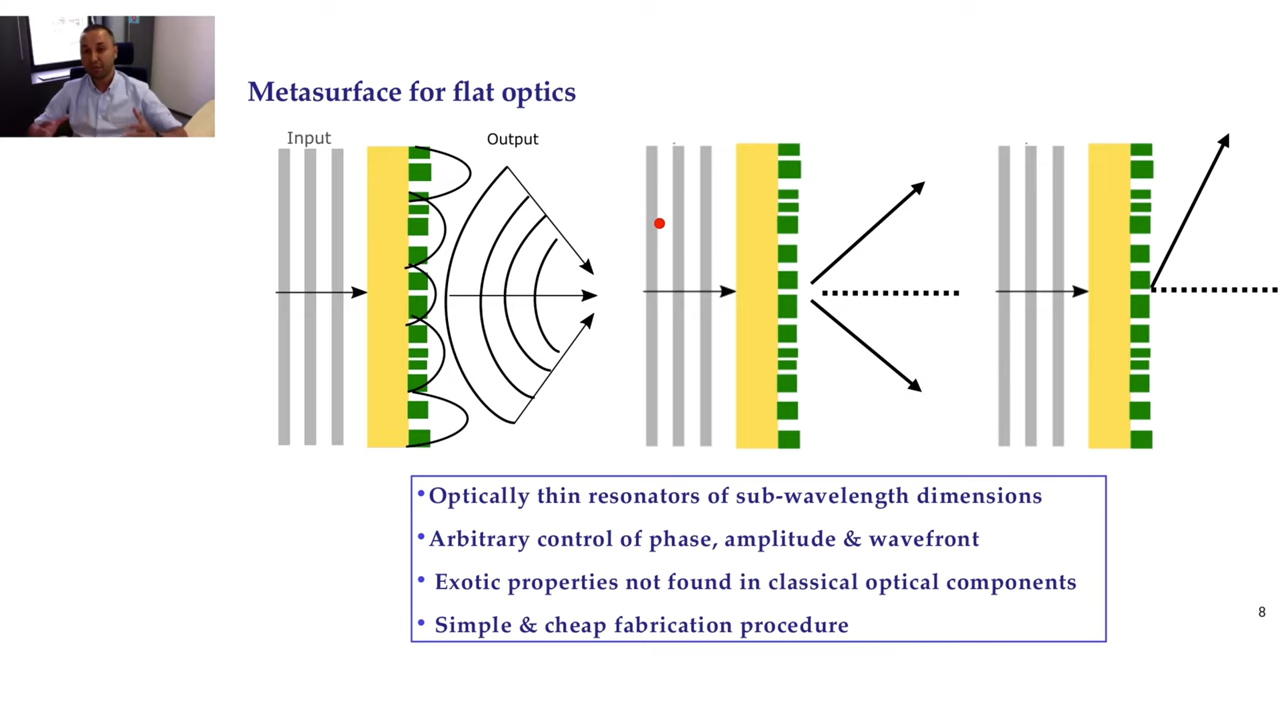 Metasurface for flat optics
Input
Output
•Optically thin resonators of sub-wavelength dimensions
•Arbitrary control of phase, amplitude & wavefront
• Exotic properties not found in classical optical components
• Simple & cheap fabrication procedure
8